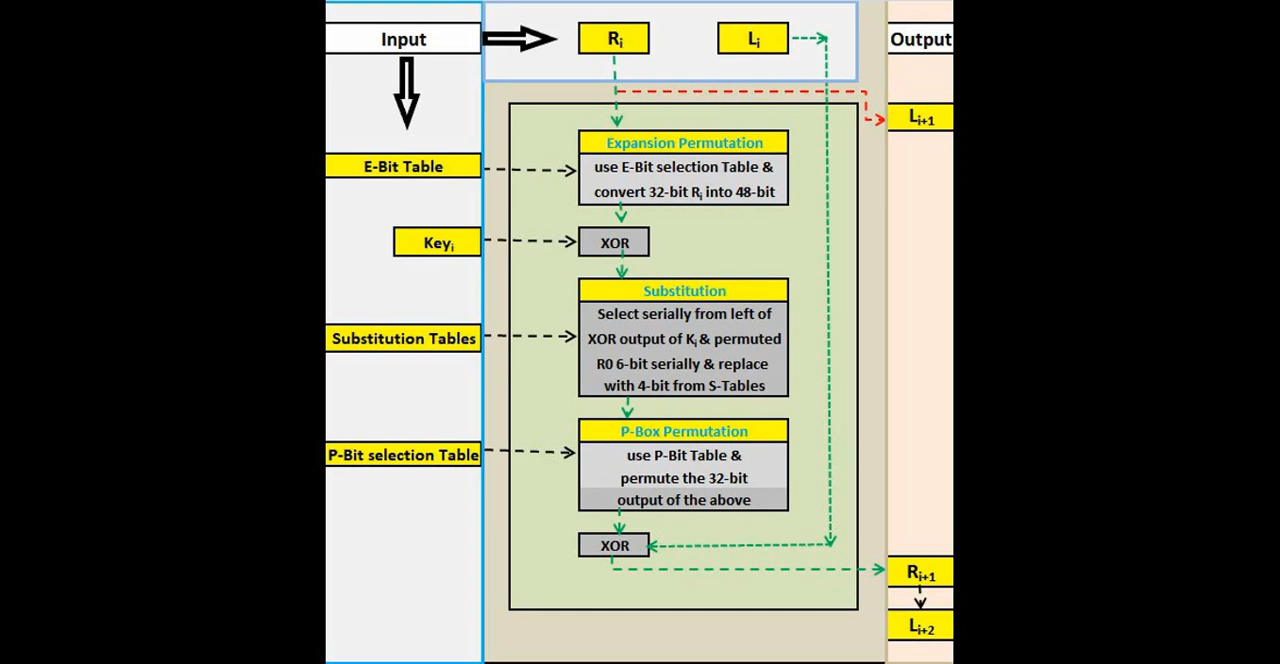 Input
Rᵢ
Lᵢ
Output
Lᵢ₊₁
Expansion Permutation
use E-Bit selection Table &
convert 32-bit Rᵢ into 48-bit
E-Bit Table
Keyᵢ
XOR
Substitution
Select serially from left of
XOR output of Kᵢ & permuted
R0 6-bit serially & replace
with 4-bit from S-Tables
Substitution Tables
P-Box Permutation
use P-Bit Table &
permute the 32-bit
output of the above
P-Bit selection Table
XOR
Rᵢ₊₁
Lᵢ₊₂